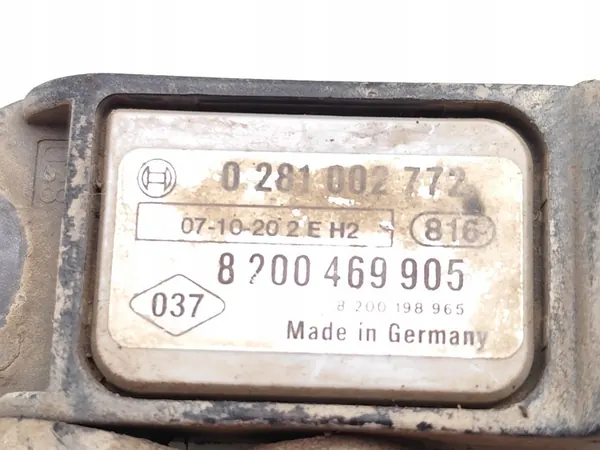 0 281 002 772
07-10-20 2 E H2 816
8 200 469 905
037
8 200 198 965
Made in Germany